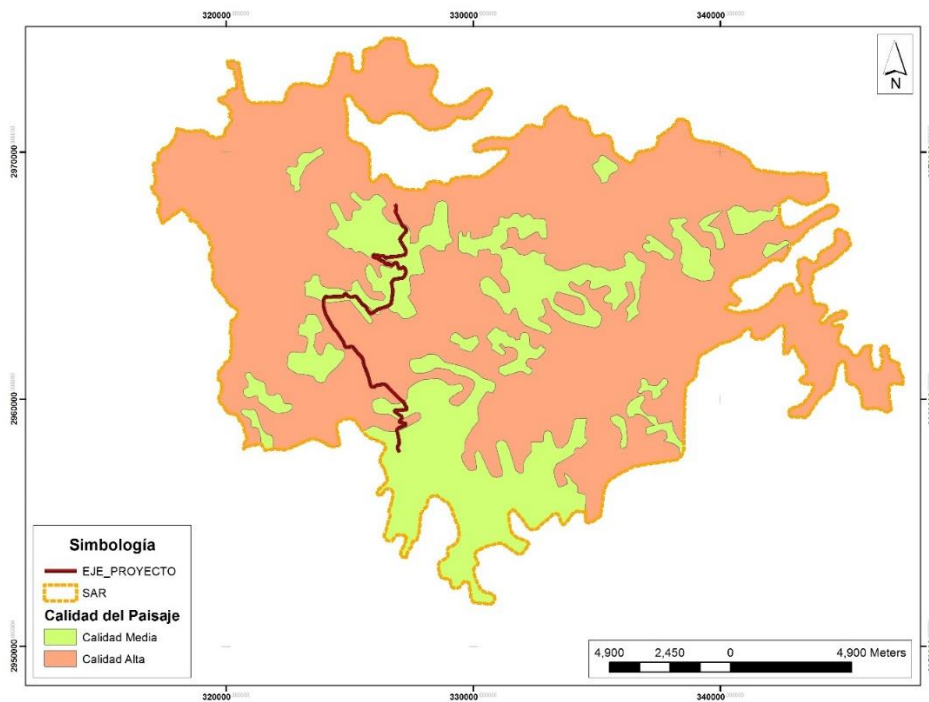 320000
330000
340000
N
2970000
2960000
2950000
Simbología
EJE_PROYECTO
SAR
Calidad del Paisaje
Calidad Media
Calidad Alta
4,900 2,450 0 4,900 Meters
320000
330000
340000